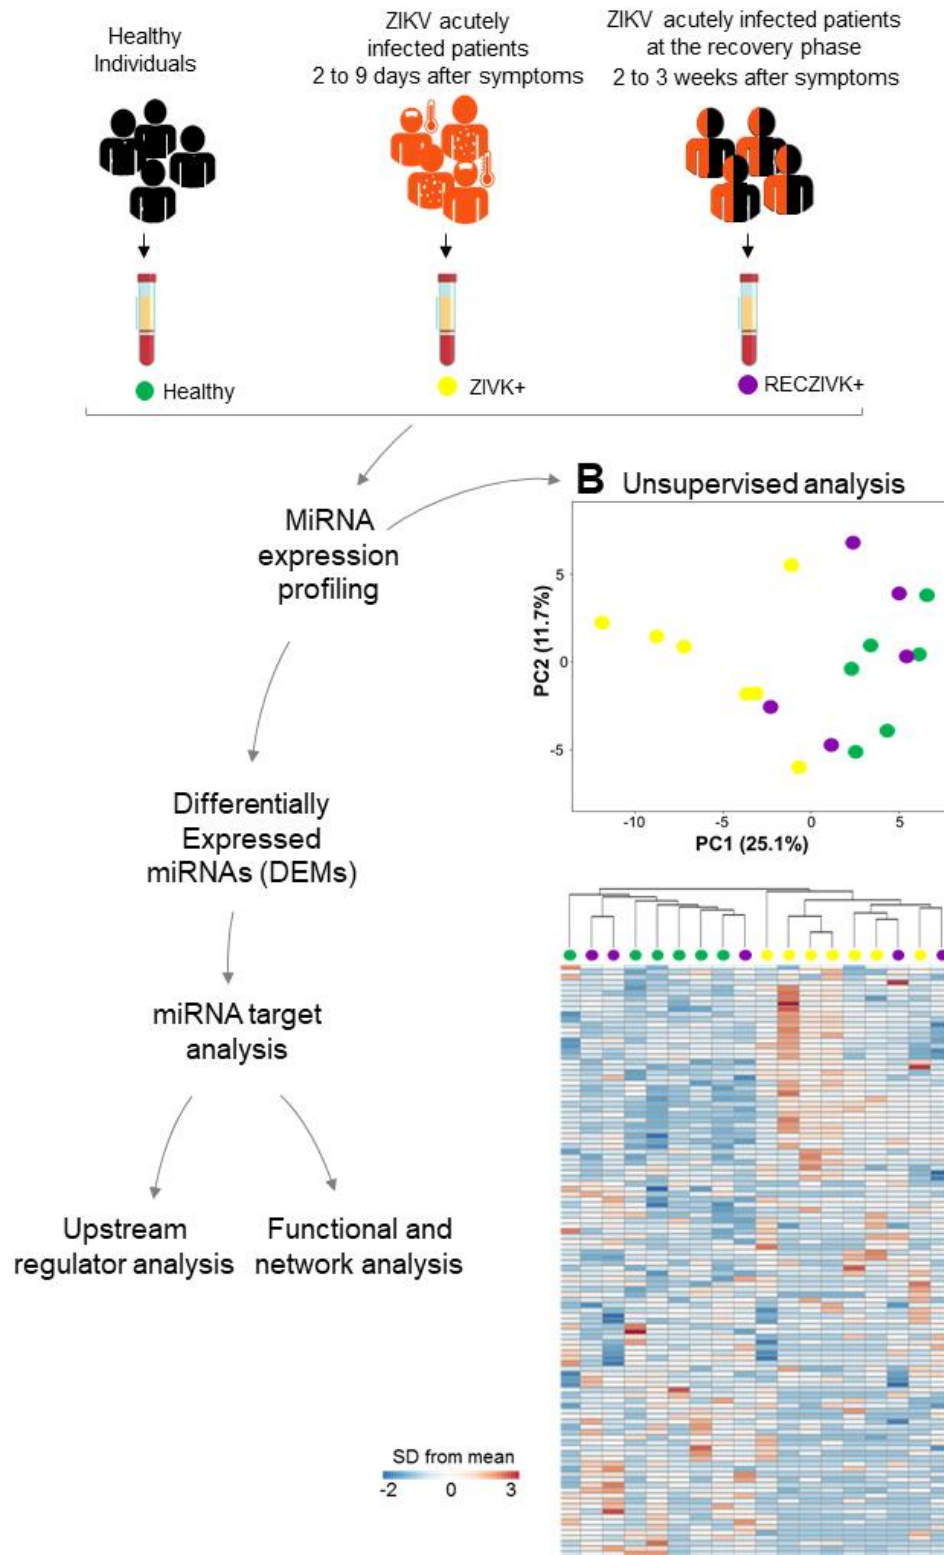 Healthy
Individuals
ZIKV acutely
infected patients
2 to 9 days after symptoms
ZIKV acutely infected patients
at the recovery phase
2 to 3 weeks after symptoms
Healthy
ZIVK+
RECZIVK+
MiRNA
expression
profiling
B Unsupervised analysis
PC2 (11.7%)
5
0
-5
-10
-5
0
5
PC1 (25.1%)
Differentially
Expressed
miRNAs (DEMs)
miRNA target
analysis
Upstream
regulator analysis
Functional and
network analysis
SD from mean
-2
0
3